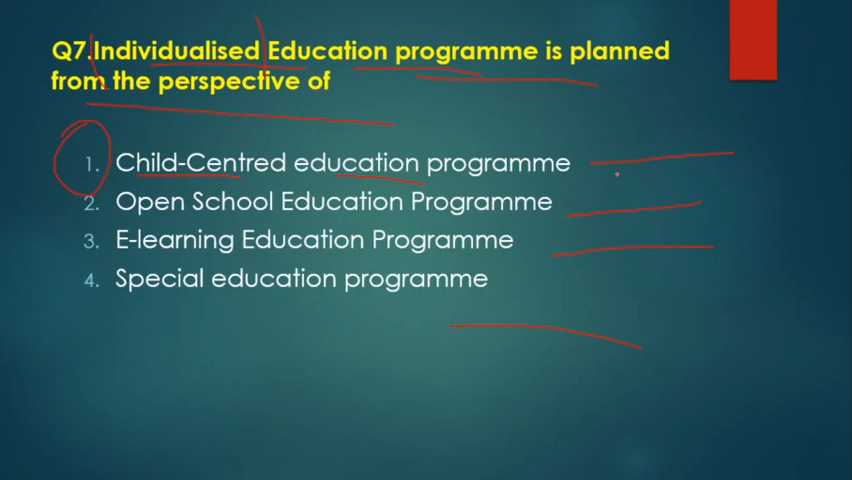 Q7.Individualised Education programme is planned
from the perspective of
1. Child-Centred education programme
2. Open School Education Programme
3. E-learning Education Programme
4. Special education programme